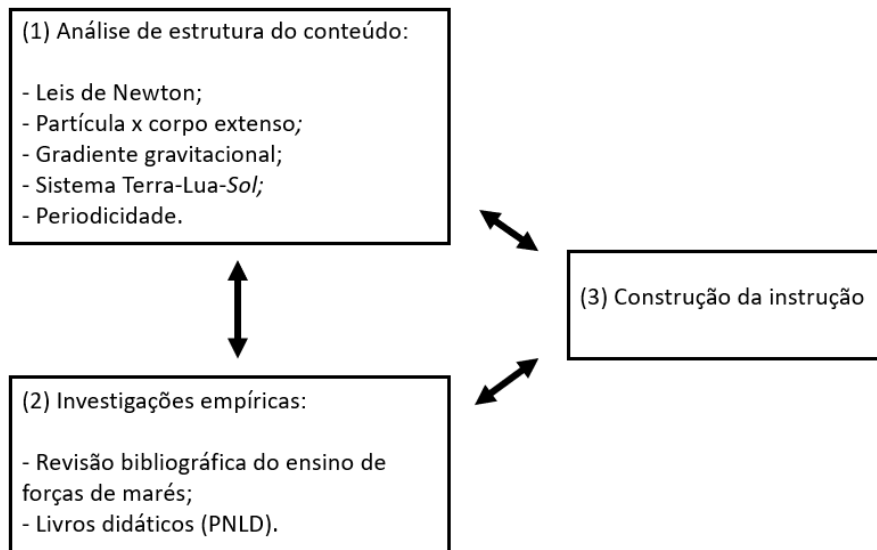 (1) Análise de estrutura do conteúdo:
- Leis de Newton;
- Partícula x corpo extenso;
- Gradiente gravitacional;
- Sistema Terra-Lua-Sol;
- Periodicidade.
(3) Construção da instrução
(2) Investigações empíricas:
- Revisão bibliográfica do ensino de
forças de marés;
- Livros didáticos (PNLD).